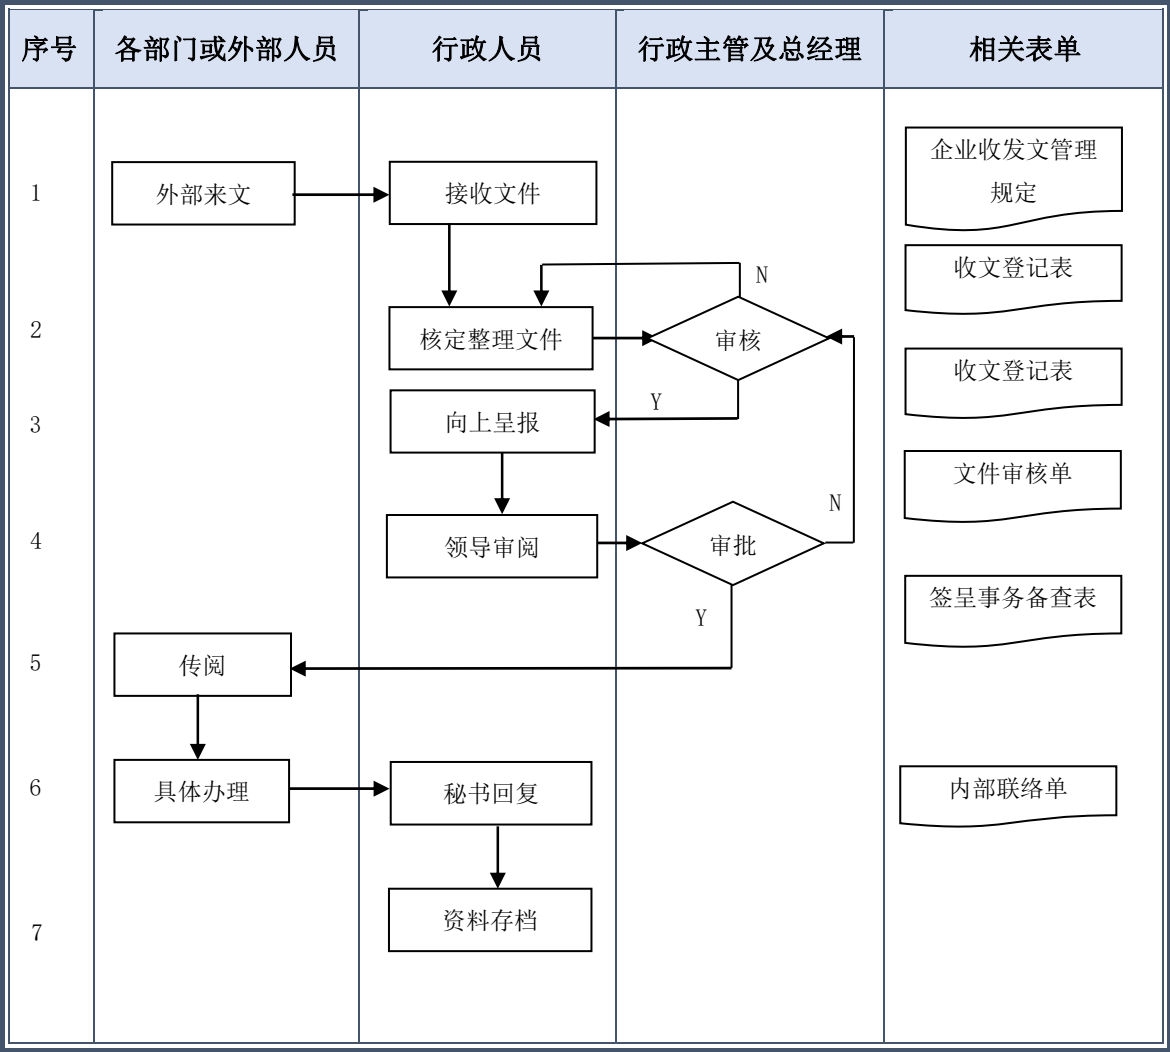 序号
各部门或外部人员
行政人员
行政主管及总经理
相关表单
1
外部来文
接收文件
企业收发文管理
规定
收文登记表
N
2
核定整理文件
审核
收文登记表
3
向上呈报
Y
文件审核单
N
4
领导审阅
审批
签呈事务备查表
Y
5
传阅
6
具体办理
秘书回复
内部联络单
7
资料存档